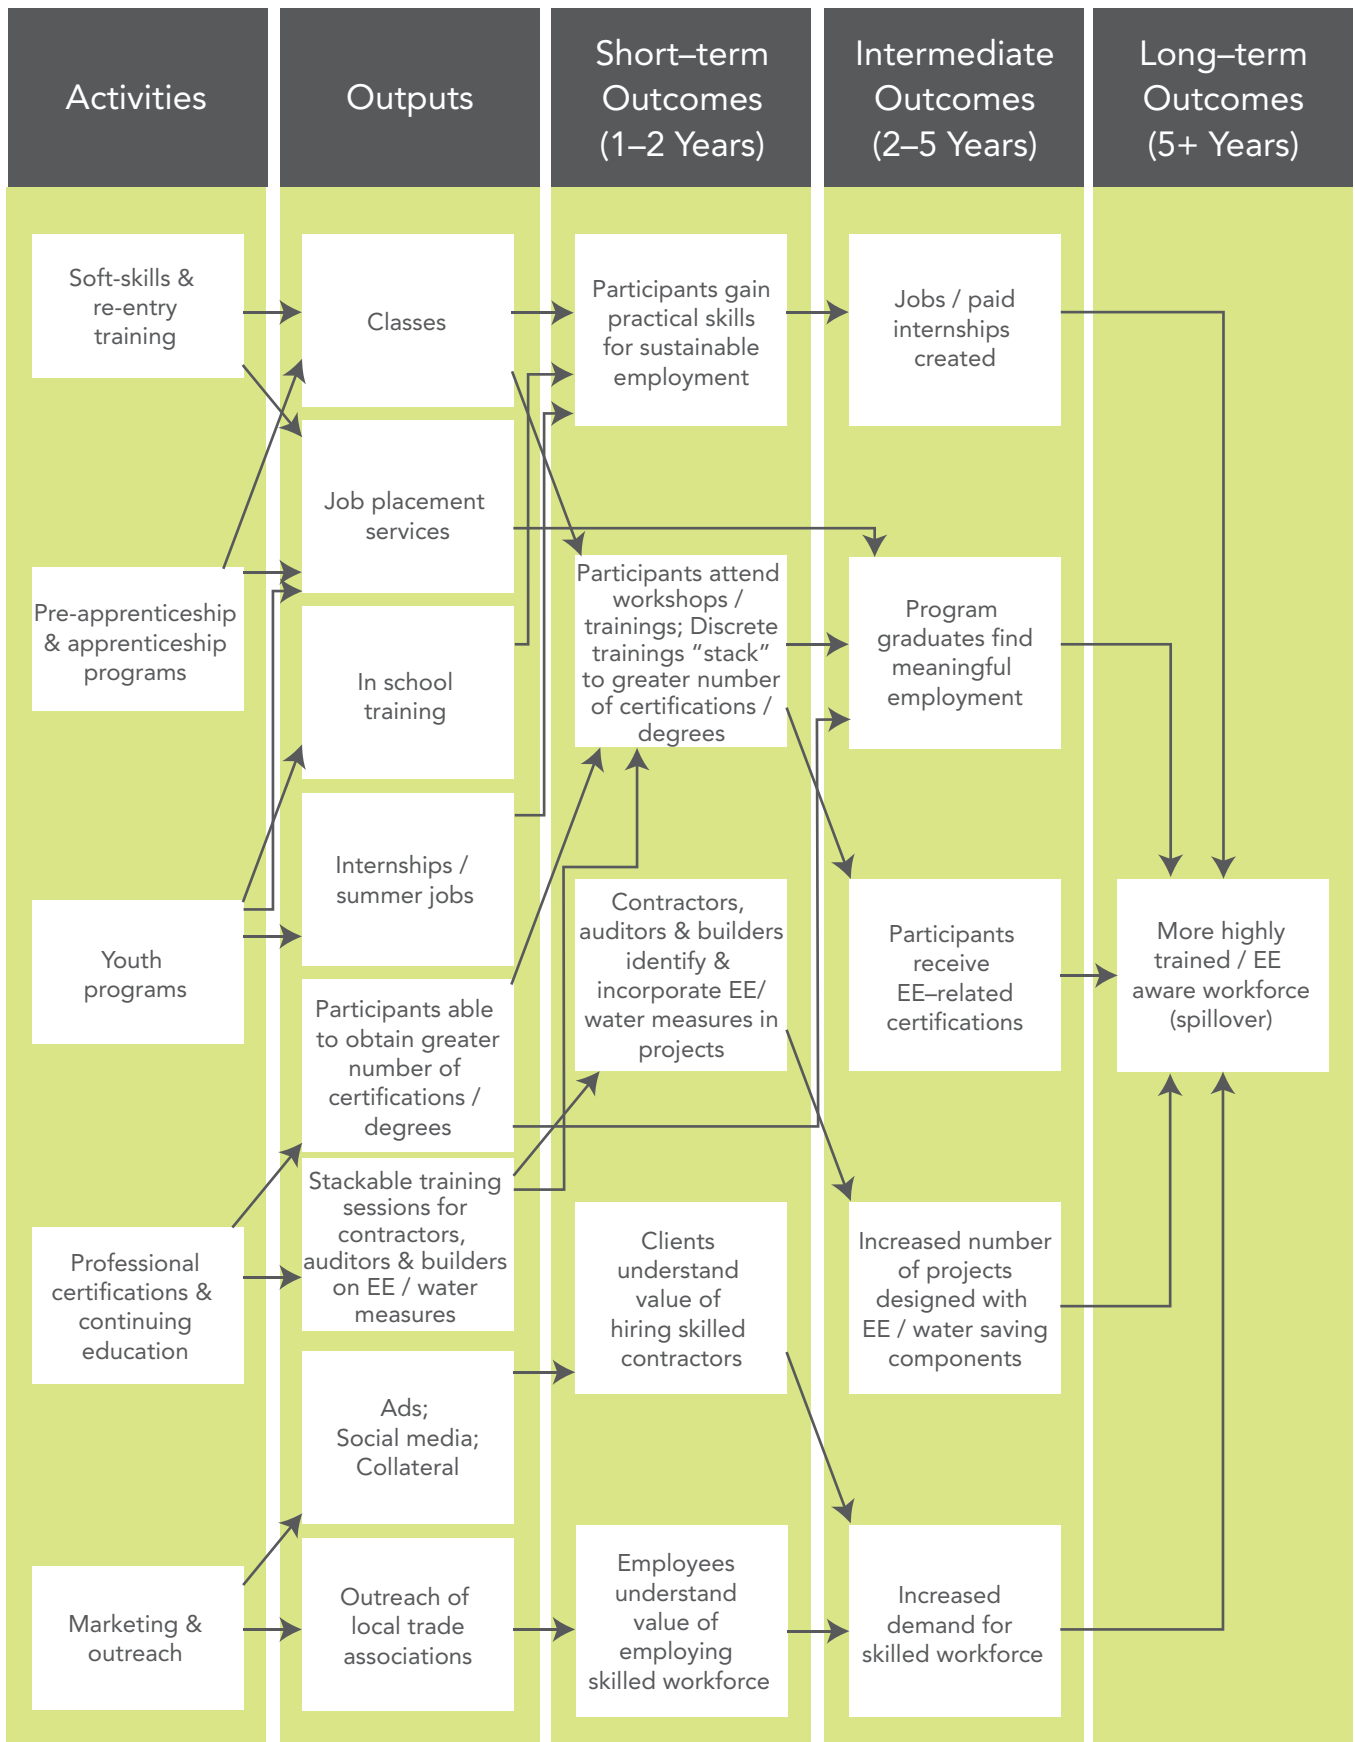 Activities
Outputs
Short–term
Outcomes
(1–2 Years)
Intermediate
Outcomes
(2–5 Years)
Long–term
Outcomes
(5+ Years)
Soft-skills &
re-entry
training
Pre-apprenticeship
& apprenticeship
programs
Youth
programs
Professional
certifications &
continuing
education
Marketing &
outreach
Classes
Job placement
services
In school
training
Internships /
summer jobs
Participants able
to obtain greater
number of
certifications /
degrees
Stackable training
sessions for
contractors,
auditors & builders
on EE / water
measures
Ads;
Social media;
Collateral
Outreach of
local trade
associations
Participants gain
practical skills
for sustainable
employment
Participants attend
workshops /
trainings; Discrete
trainings “stack”
to greater number
of certifications /
degrees
Contractors,
auditors & builders
identify &
incorporate EE/
water measures in
projects
Clients
understand
value of
hiring skilled
contractors
Employees
understand
value of
employing
skilled workforce
Jobs / paid
internships
created
Program
graduates find
meaningful
employment
Participants
receive
EE–related
certifications
Increased number
of projects
designed with
EE / water saving
components
Increased
demand for
skilled workforce
More highly
trained / EE
aware workforce
(spillover)